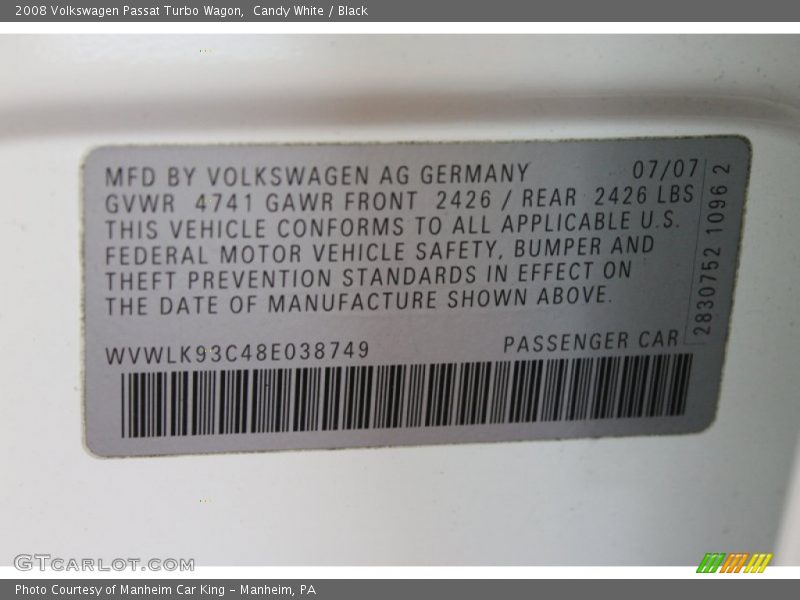 2008 Volkswagen Passat Turbo Wagon,  Candy White / Black
MFD BY VOLKSWAGEN AG GERMANY 07/07
GVWR 4741 GAWR FRONT 2426 / REAR 2426 LBS
THIS VEHICLE CONFORMS TO ALL APPLICABLE U.S.
FEDERAL MOTOR VEHICLE SAFETY, BUMPER AND
THEFT PREVENTION STANDARDS IN EFFECT ON
THE DATE OF MANUFACTURE SHOWN ABOVE.
2830752 1096 2
WVWLK93C48E038749 PASSENGER CAR
GTCARLOT.COM
Photo Courtesy of Manheim Car King - Manheim, PA